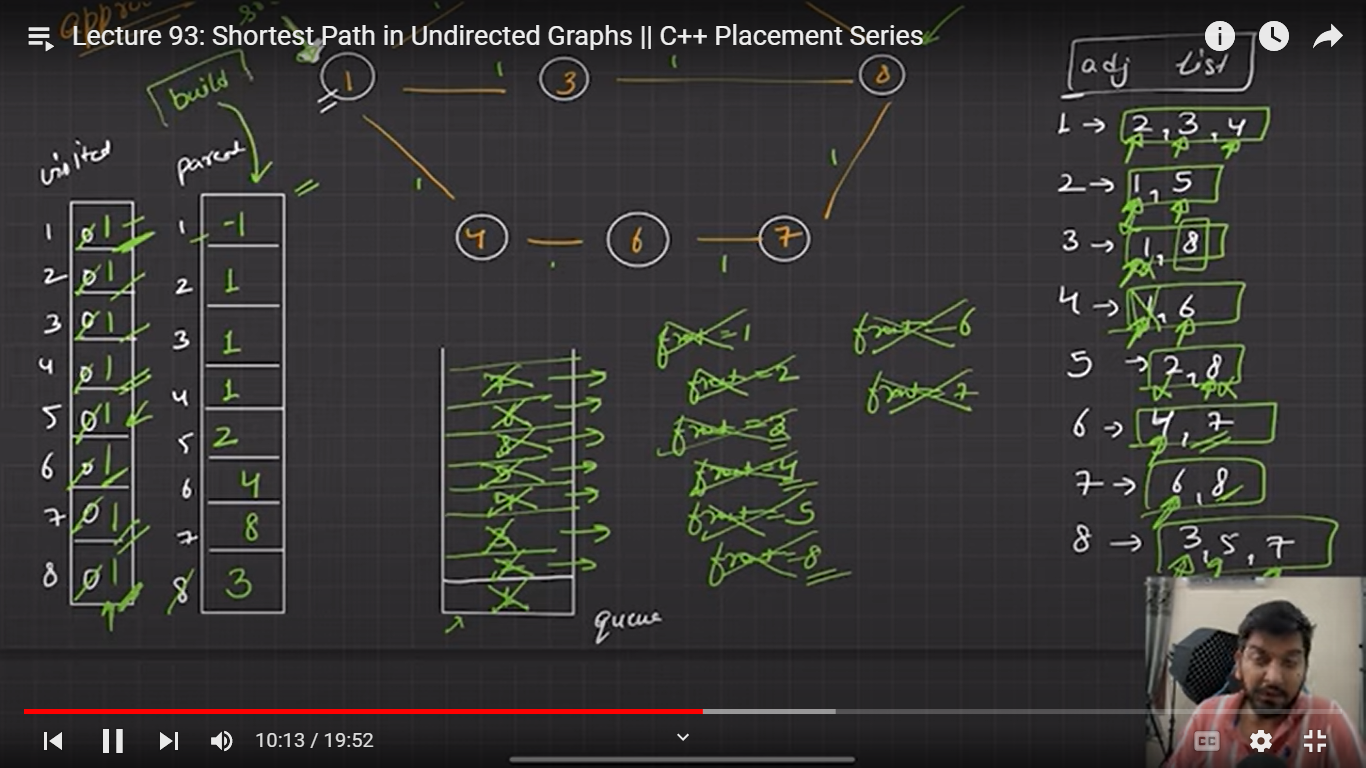 Lecture 93: Shortest Path in Undirected Graphs || C++ Placement Series
build
1 3 8
1 1
adj list
1 → 2, 3, 4
2 → 1, 5
3 → 1, 8
4 → 1, 6
5 → 2, 8
6 → 4, 7
7 → 6, 8
8 → 3, 5, 7
1 1
4 6 7
1
visited
1 0 1
2 0 1
3 0 1
4 0 1
5 0 1
6 0 1
7 0 1
8 0 1
parent
1 -1
2 1
3 1
4 1
5 2
6 4
7 8
8 3
queue
front = 1
front = 2
front = 3
front = 4
front = 5
front = 8
front = 6
front = 7
10:13 / 19:52
CC